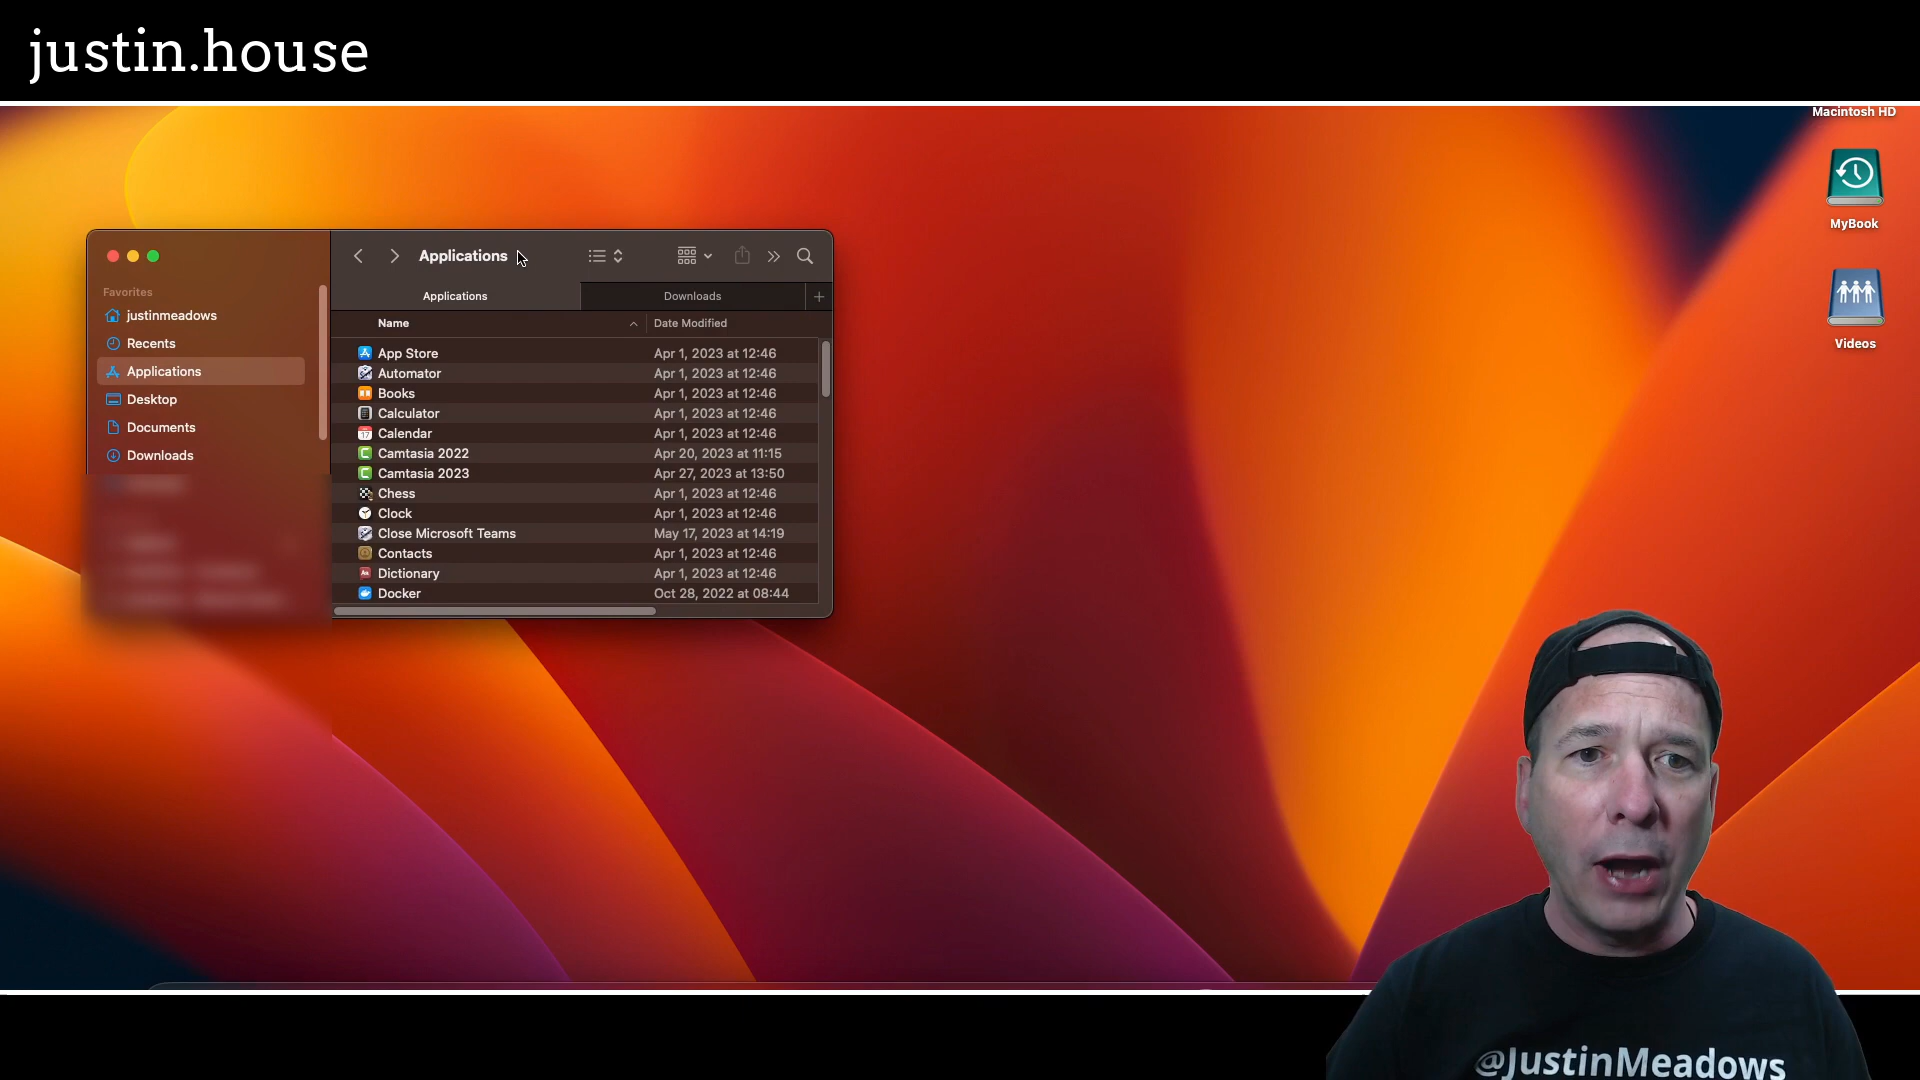 justin.house
Macintosh HD
MyBook
Videos
Applications
Applications
Downloads
+
Favorites
justinmeadows
Recents
Applications
Desktop
Documents
Downloads
Name
Date Modified
App Store Apr 1, 2023 at 12:46
Automator Apr 1, 2023 at 12:46
Books Apr 1, 2023 at 12:46
Calculator Apr 1, 2023 at 12:46
Calendar Apr 1, 2023 at 12:46
Camtasia 2022 Apr 20, 2023 at 11:15
Camtasia 2023 Apr 27, 2023 at 13:50
Chess Apr 1, 2023 at 12:46
Clock Apr 1, 2023 at 12:46
Close Microsoft Teams May 17, 2023 at 14:19
Contacts Apr 1, 2023 at 12:46
Dictionary Apr 1, 2023 at 12:46
Docker Oct 28, 2022 at 08:44
@JustinMeadows